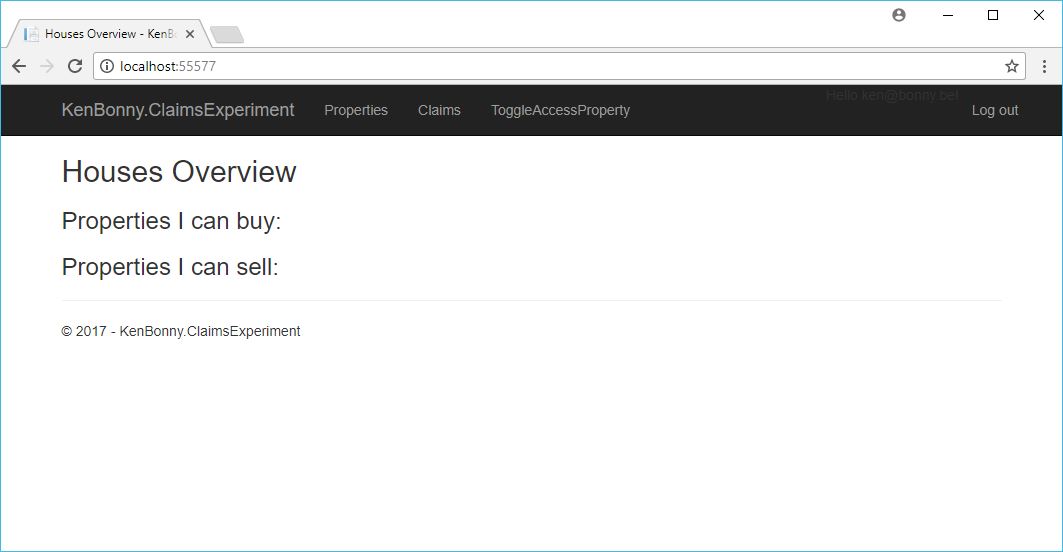 Houses Overview - KenB
localhost:55577
Hello ken@bonny.be!
KenBonny.ClaimsExperiment Properties Claims ToggleAccessProperty Log out
Houses Overview
Properties I can buy:
Properties I can sell:
© 2017 - KenBonny.ClaimsExperiment